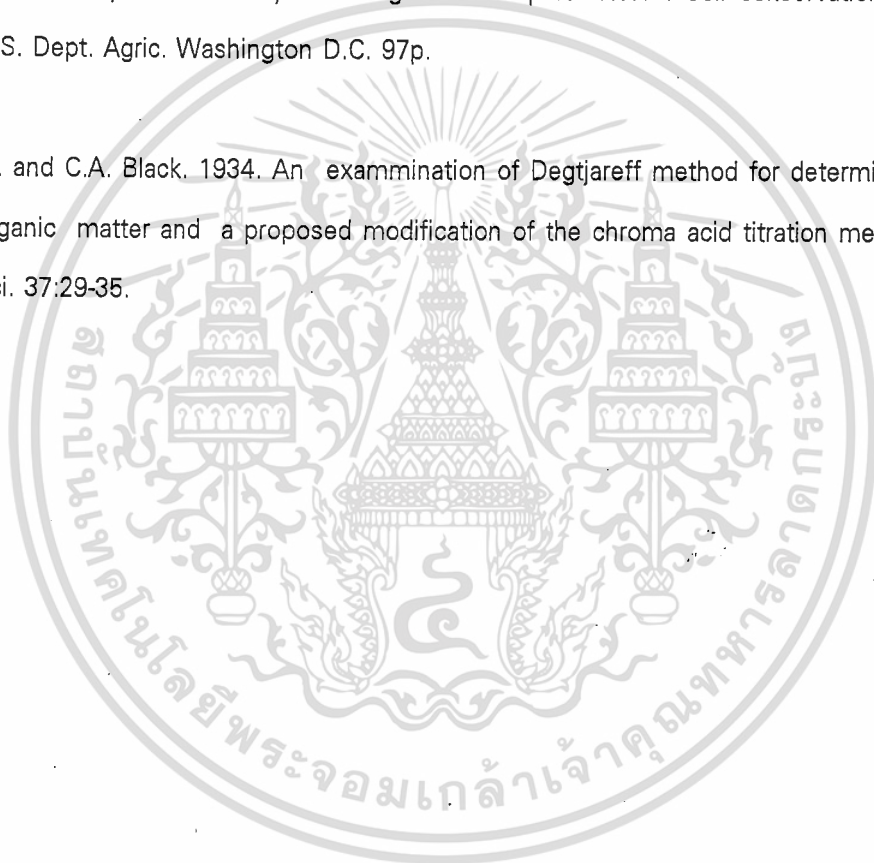 S. Dept. Agric. Washington D.C. 97p.
. and C.A. Black. 1934. An exammination of Degtjareff method for determi
ganic matter and a proposed modification of the chroma acid titration me
i. 37:29-35.
สถาบันเทคโนโลยีพระจอมเกล้าเจ้าคุณทหารลาดกระบัง
๔